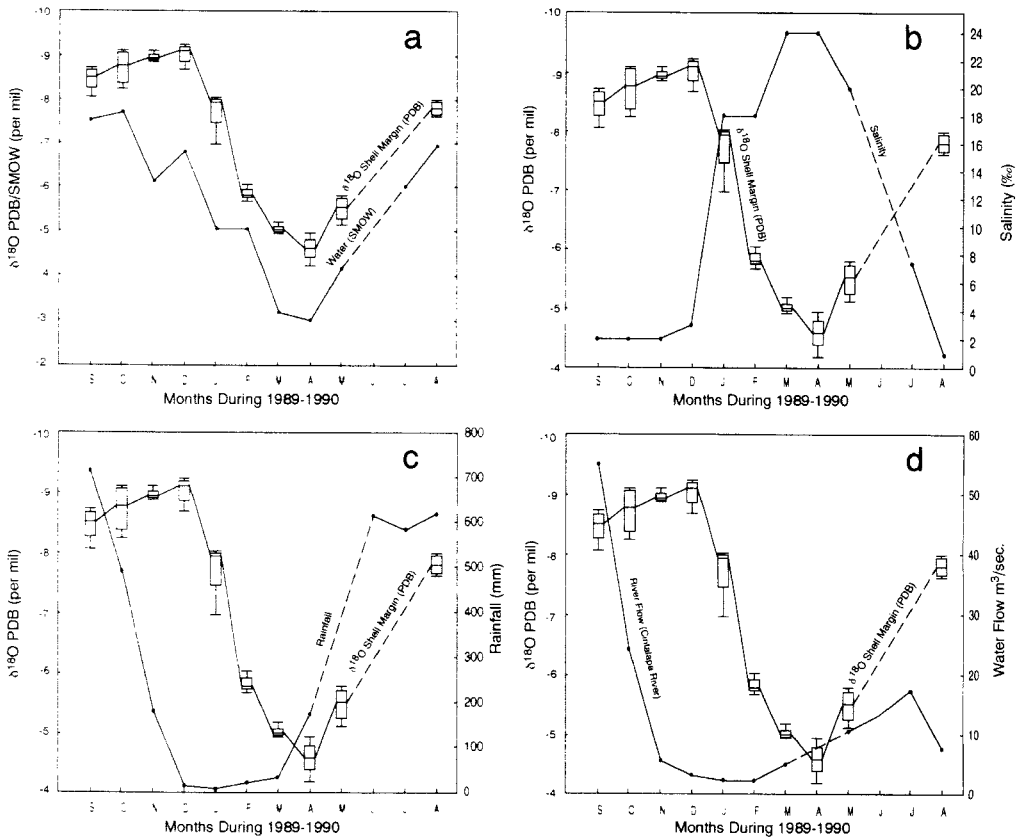 a
δ18O PDB/SMOW (per mil)
-10
-9
-8
-7
-6
-5
-4
-3
-2
δ18O Shell Margin (PDB)
Water (SMOW)
S O N D J F M A M J J A
Months During 1989-1990
b
δ18O PDB (per mil)
-10
-9
-8
-7
-6
-5
-4
δ18O Shell Margin (PDB)
Salinity
24
22
20
18
16
14
12
10
8
6
4
2
0
Salinity (‰)
S O N D J F M A M J J A
Months During 1989-1990
c
δ18O PDB (per mil)
-10
-9
-8
-7
-6
-5
-4
Rainfall
δ18O Shell Margin (PDB)
800
700
600
500
400
300
200
100
0
Rainfall (mm)
S O N D J F M A M J J A
Months During 1989-1990
d
δ18O PDB (per mil)
-10
-9
-8
-7
-6
-5
-4
River Flow (Cintalapa River)
δ18O Shell Margin (PDB)
60
50
40
30
20
10
0
Water Flow m3/sec.
S O N D J F M A M J J A
Months During 1989-1990